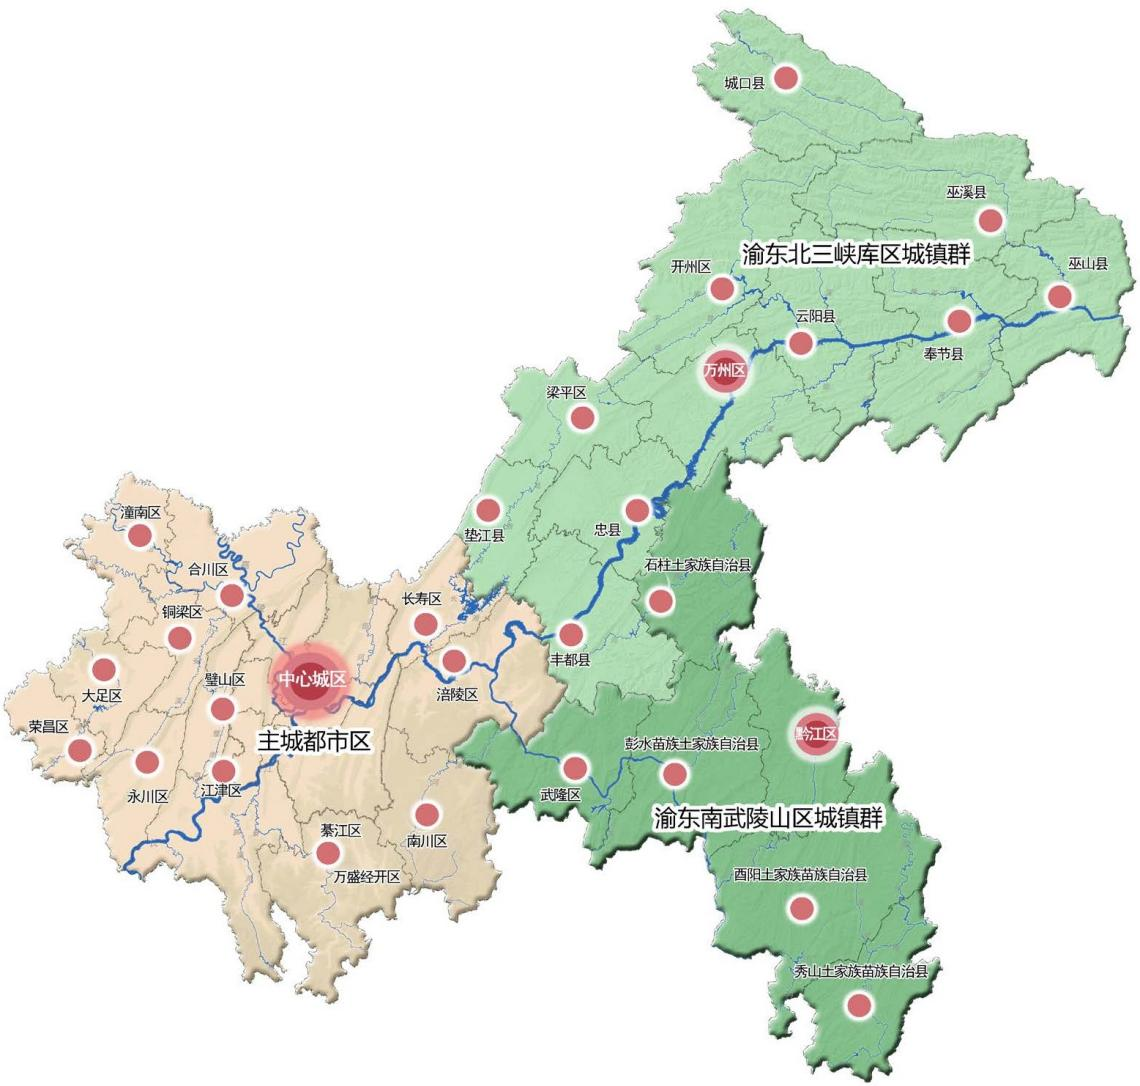 城口县
巫溪县
渝东北三峡库区城镇群
开州区
巫山县
云阳县
奉节县
万州区
梁平区
垫江县
忠县
潼南区
石柱土家族自治县
合川区
长寿区
铜梁区
丰都县
中心城区
璧山区
大足区
涪陵区
荣昌区
黔江区
主城都市区
彭水苗族土家族自治县
永川区
江津区
武隆区
渝东南武陵山区城镇群
綦江区
南川区
万盛经开区
酉阳土家族苗族自治县
秀山土家族苗族自治县